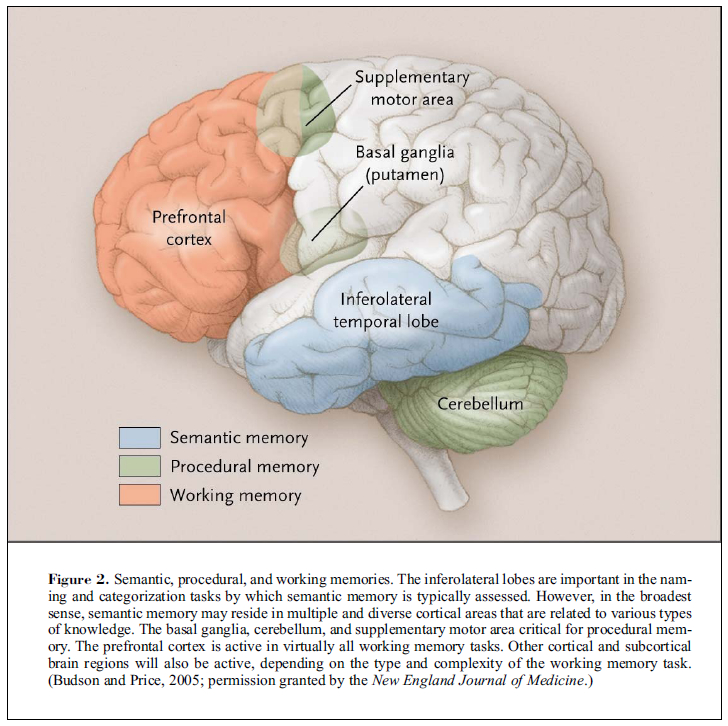 Supplementary
motor area
Basal ganglia
(putamen)
Prefrontal
cortex
Inferolateral
temporal lobe
Cerebellum
Semantic memory
Procedural memory
Working memory
Figure 2. Semantic, procedural, and working memories. The inferolateral lobes are important in the nam-
ing and categorization tasks by which semantic memory is typically assessed. However, in the broadest
sense, semantic memory may reside in multiple and diverse cortical areas that are related to various types
of knowledge. The basal ganglia, cerebellum, and supplementary motor area critical for procedural mem-
ory. The prefrontal cortex is active in virtually all working memory tasks. Other cortical and subcortical
brain regions will also be active, depending on the type and complexity of the working memory task.
(Budson and Price, 2005; permission granted by the New England Journal of Medicine.)